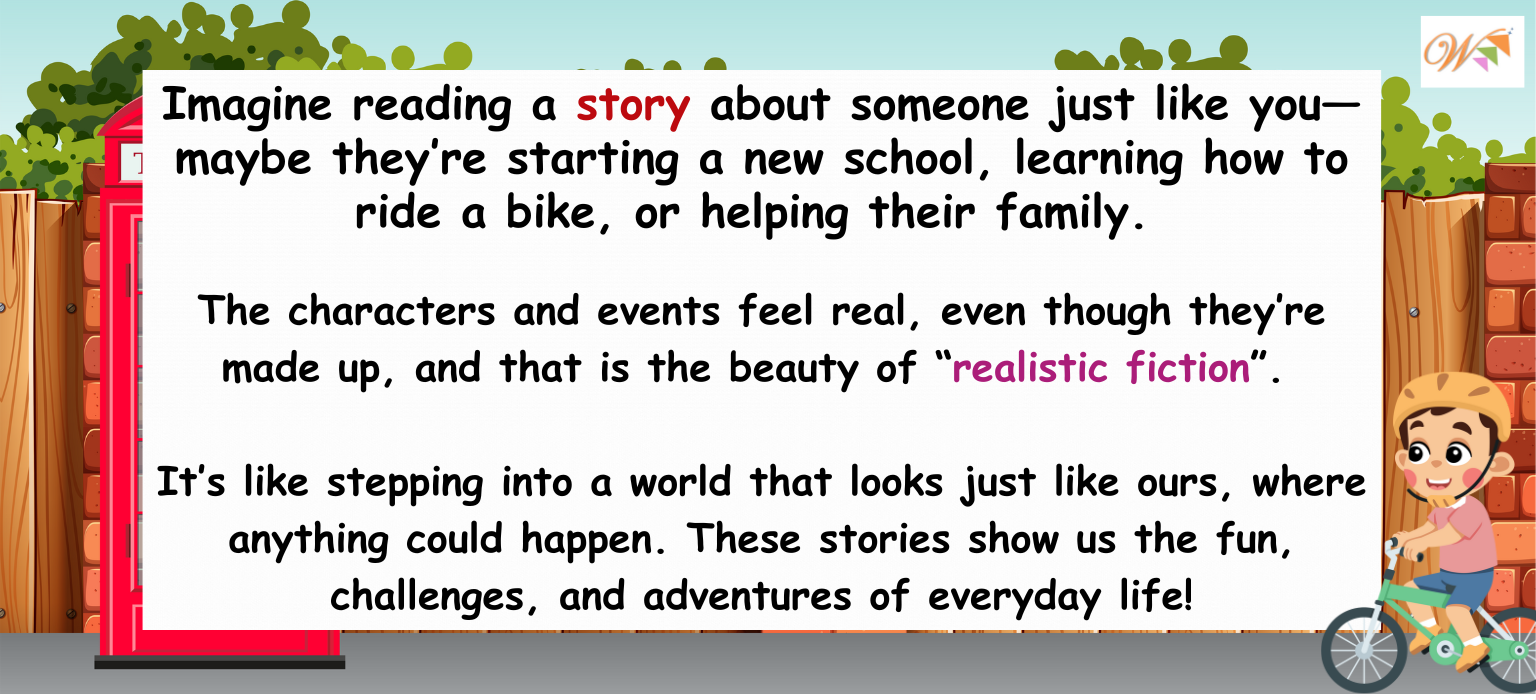 Imagine reading a story about someone just like you—
maybe they’re starting a new school, learning how to
ride a bike, or helping their family.
The characters and events feel real, even though they’re
made up, and that is the beauty of “realistic fiction”.
It’s like stepping into a world that looks just like ours, where
anything could happen. These stories show us the fun,
challenges, and adventures of everyday life!
W